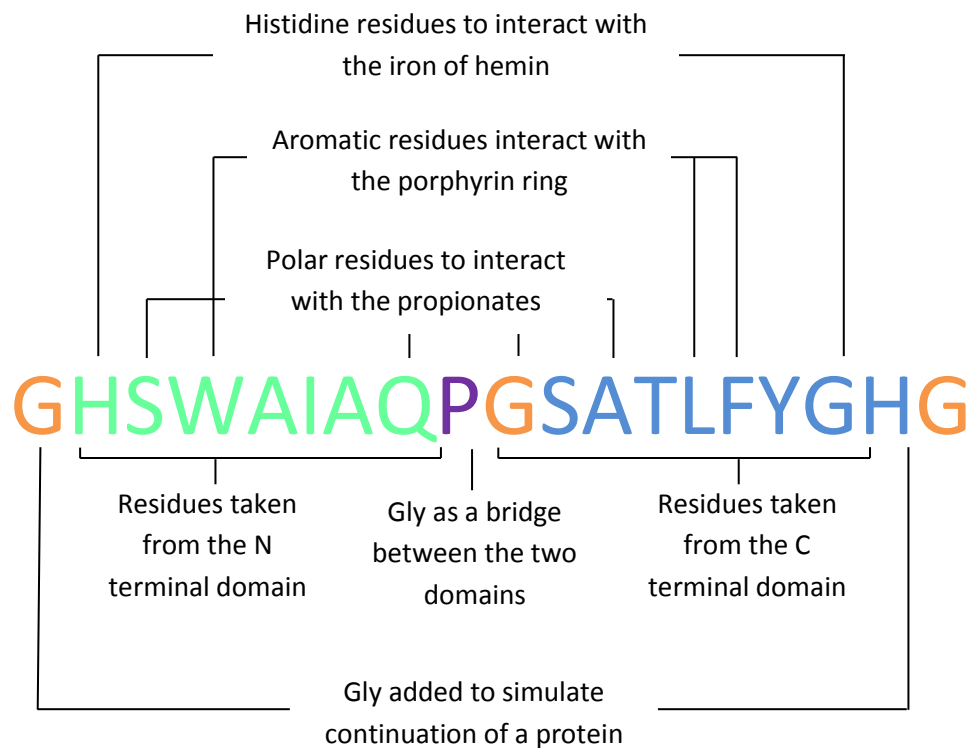 Histidine residues to interact with
the iron of hemin
Aromatic residues interact with
the porphyrin ring
Polar residues to interact
with the propionates
GHSWAIAQPGSATLFYGHG
Residues taken
from the N
terminal domain
Gly as a bridge
between the two
domains
Residues taken
from the C
terminal domain
Gly added to simulate
continuation of a protein